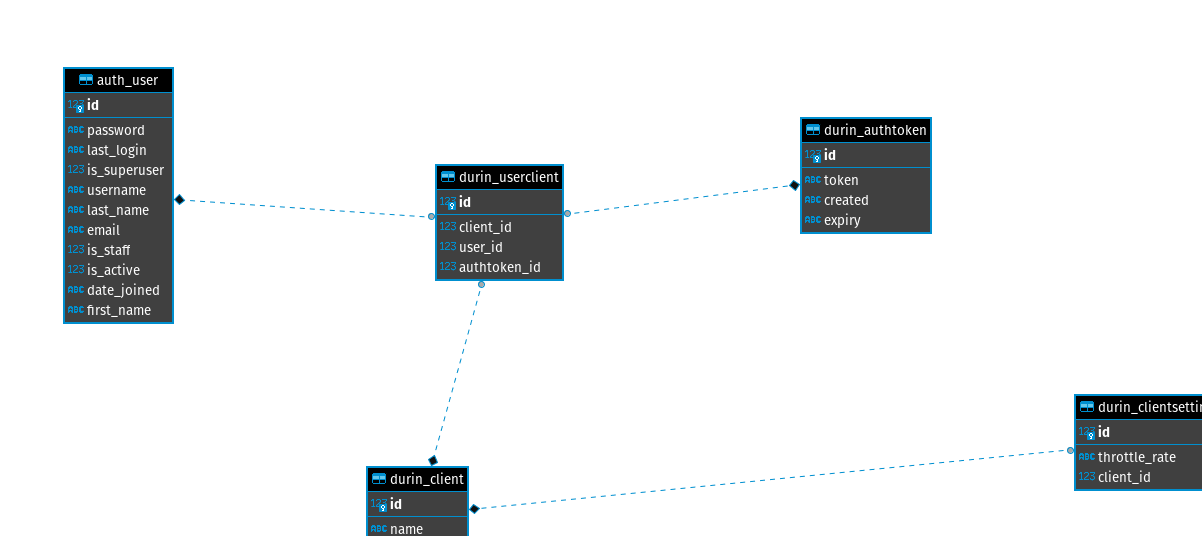 auth_user
123 id
ABC password
ABC last_login
123 is_superuser
ABC username
ABC last_name
ABC email
123 is_staff
123 is_active
ABC date_joined
ABC first_name
durin_userclient
123 id
123 client_id
123 user_id
123 authtoken_id
durin_authtoken
123 id
ABC token
ABC created
ABC expiry
durin_client
123 id
ABC name
durin_clientsetti
123 id
ABC throttle_rate
123 client_id